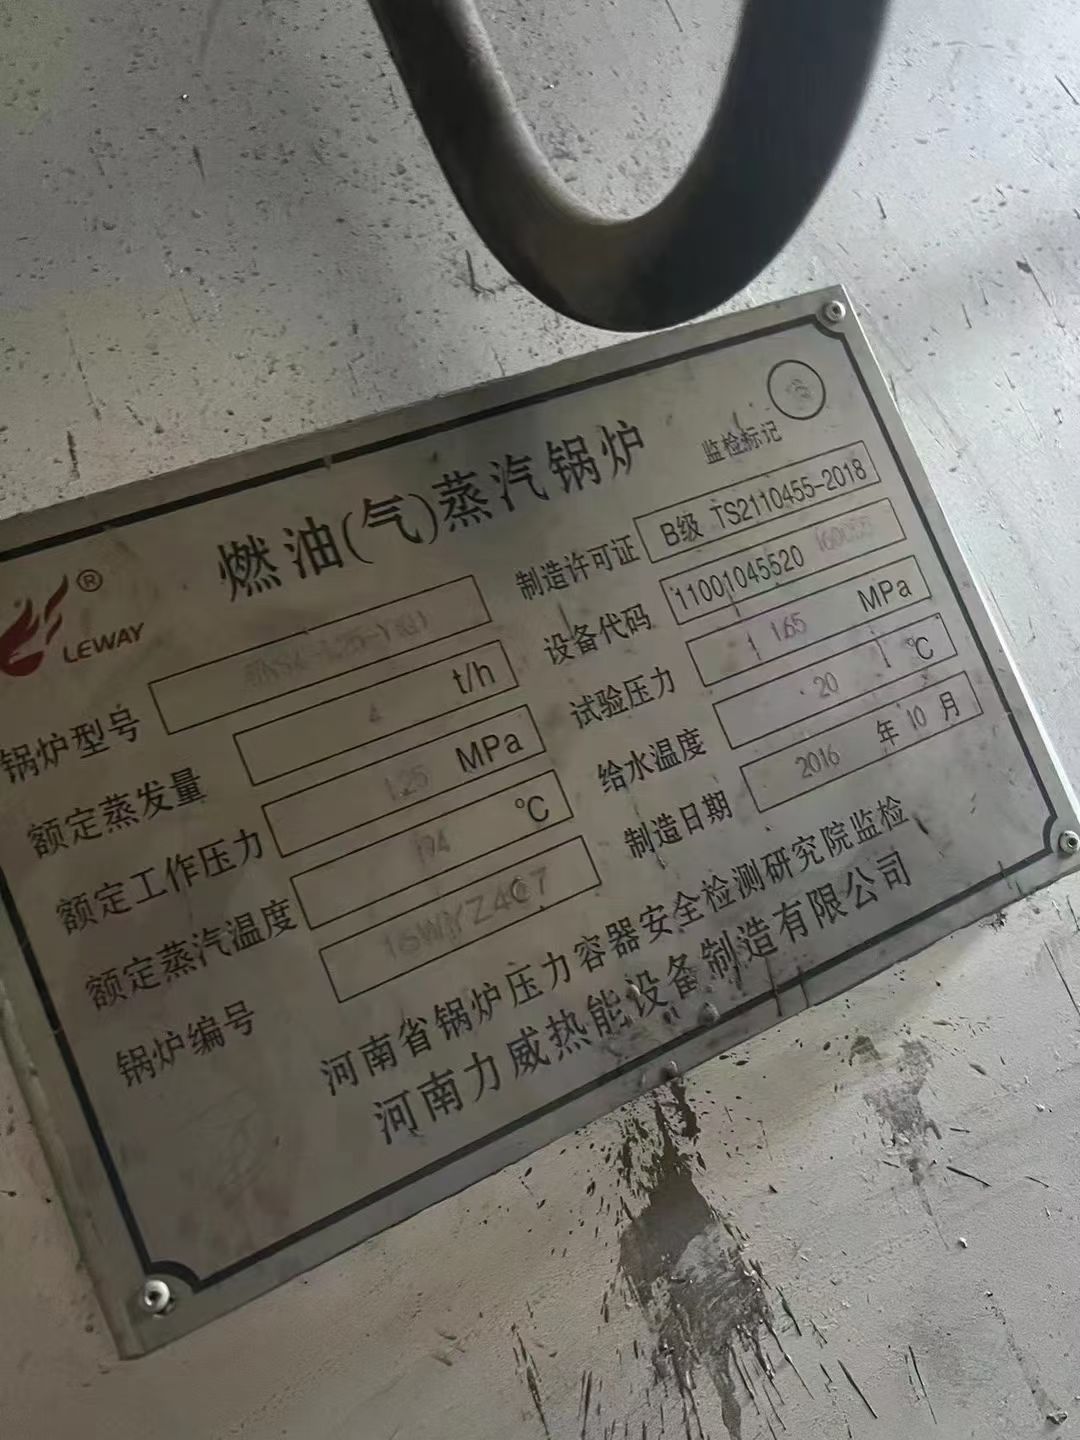 LEWAY®
燃油(气)蒸汽锅炉
监检标记
锅炉型号
额定蒸发量 4 t/h
额定工作压力 1.25 MPa
额定蒸汽温度 194 ℃
锅炉编号 16WYZ407
制造许可证 B级 TS2110455-2018
设备代码 11001045520
试验压力 1.65 MPa
给水温度 20 ℃
制造日期 2016 年 10 月
河南省锅炉压力容器安全检测研究院监检
河南力威热能设备制造有限公司